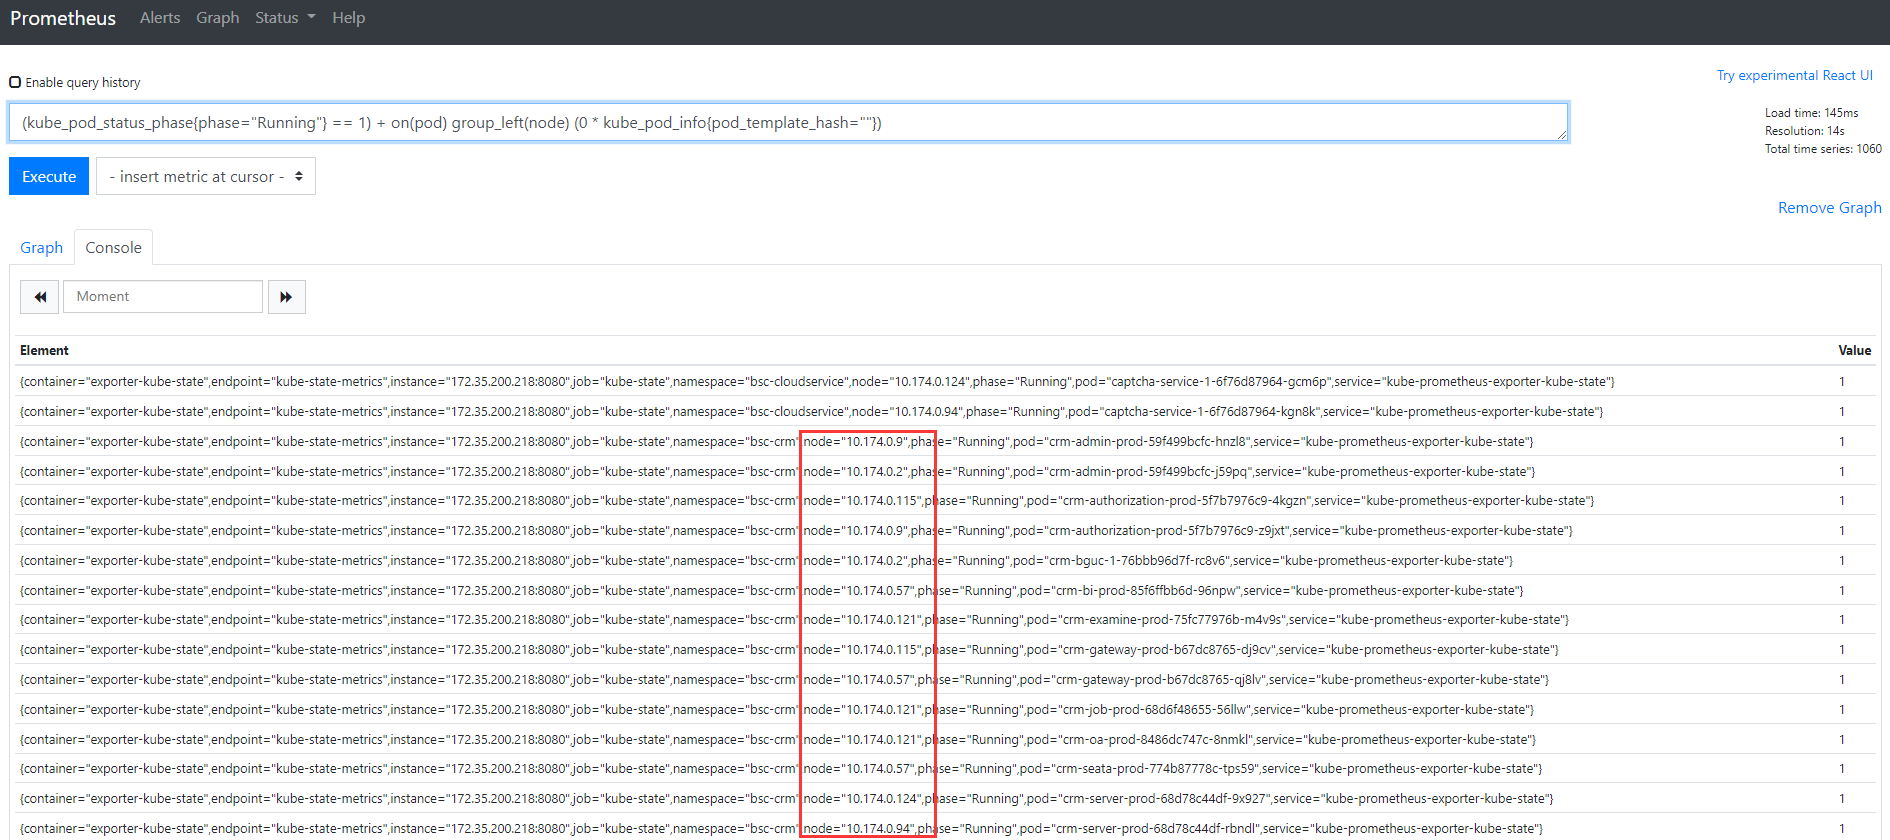 Prometheus Alerts Graph Status Help
Enable query history
Try experimental React UI
(kube_pod_status_phase{phase="Running"} == 1) + on(pod) group_left(node) (0 * kube_pod_info{pod_template_hash=""})
Load time: 145ms
Resolution: 14s
Total time series: 1060
Execute - insert metric at cursor -
Remove Graph
Graph Console
Moment
Element Value
{container="exporter-kube-state",endpoint="kube-state-metrics",instance="172.35.200.218:8080",job="kube-state",namespace="bsc-cloudservice",node="10.174.0.124",phase="Running",pod="captcha-service-1-6f76d87964-gcm6p",service="kube-prometheus-exporter-kube-state"} 1
{container="exporter-kube-state",endpoint="kube-state-metrics",instance="172.35.200.218:8080",job="kube-state",namespace="bsc-cloudservice",node="10.174.0.94",phase="Running",pod="captcha-service-1-6f76d87964-kgn8k",service="kube-prometheus-exporter-kube-state"} 1
{container="exporter-kube-state",endpoint="kube-state-metrics",instance="172.35.200.218:8080",job="kube-state",namespace="bsc-crm",node="10.174.0.9",phase="Running",pod="crm-admin-prod-59f499bcfc-hnzl8",service="kube-prometheus-exporter-kube-state"} 1
{container="exporter-kube-state",endpoint="kube-state-metrics",instance="172.35.200.218:8080",job="kube-state",namespace="bsc-crm",node="10.174.0.2",phase="Running",pod="crm-admin-prod-59f499bcfc-j59pq",service="kube-prometheus-exporter-kube-state"} 1
{container="exporter-kube-state",endpoint="kube-state-metrics",instance="172.35.200.218:8080",job="kube-state",namespace="bsc-crm",node="10.174.0.115",phase="Running",pod="crm-authorization-prod-5f7b7976c9-4kgzn",service="kube-prometheus-exporter-kube-state"} 1
{container="exporter-kube-state",endpoint="kube-state-metrics",instance="172.35.200.218:8080",job="kube-state",namespace="bsc-crm",node="10.174.0.9",phase="Running",pod="crm-authorization-prod-5f7b7976c9-z9jxt",service="kube-prometheus-exporter-kube-state"} 1
{container="exporter-kube-state",endpoint="kube-state-metrics",instance="172.35.200.218:8080",job="kube-state",namespace="bsc-crm",node="10.174.0.2",phase="Running",pod="crm-bguc-1-76bbb96d7f-rc8v6",service="kube-prometheus-exporter-kube-state"} 1
{container="exporter-kube-state",endpoint="kube-state-metrics",instance="172.35.200.218:8080",job="kube-state",namespace="bsc-crm",node="10.174.0.57",phase="Running",pod="crm-bi-prod-85f6ffbb6d-96npw",service="kube-prometheus-exporter-kube-state"} 1
{container="exporter-kube-state",endpoint="kube-state-metrics",instance="172.35.200.218:8080",job="kube-state",namespace="bsc-crm",node="10.174.0.121",phase="Running",pod="crm-examine-prod-75fc77976b-m4v9s",service="kube-prometheus-exporter-kube-state"} 1
{container="exporter-kube-state",endpoint="kube-state-metrics",instance="172.35.200.218:8080",job="kube-state",namespace="bsc-crm",node="10.174.0.115",phase="Running",pod="crm-gateway-prod-b67dc8765-dj9cv",service="kube-prometheus-exporter-kube-state"} 1
{container="exporter-kube-state",endpoint="kube-state-metrics",instance="172.35.200.218:8080",job="kube-state",namespace="bsc-crm",node="10.174.0.57",phase="Running",pod="crm-gateway-prod-b67dc8765-qj8lv",service="kube-prometheus-exporter-kube-state"} 1
{container="exporter-kube-state",endpoint="kube-state-metrics",instance="172.35.200.218:8080",job="kube-state",namespace="bsc-crm",node="10.174.0.121",phase="Running",pod="crm-job-prod-68d6f48655-56llw",service="kube-prometheus-exporter-kube-state"} 1
{container="exporter-kube-state",endpoint="kube-state-metrics",instance="172.35.200.218:8080",job="kube-state",namespace="bsc-crm",node="10.174.0.121",phase="Running",pod="crm-oa-prod-8486dc747c-8nmkl",service="kube-prometheus-exporter-kube-state"} 1
{container="exporter-kube-state",endpoint="kube-state-metrics",instance="172.35.200.218:8080",job="kube-state",namespace="bsc-crm",node="10.174.0.57",phase="Running",pod="crm-seata-prod-774b87778c-tps59",service="kube-prometheus-exporter-kube-state"} 1
{container="exporter-kube-state",endpoint="kube-state-metrics",instance="172.35.200.218:8080",job="kube-state",namespace="bsc-crm",node="10.174.0.124",phase="Running",pod="crm-server-prod-68d78c44df-9x927",service="kube-prometheus-exporter-kube-state"} 1
{container="exporter-kube-state",endpoint="kube-state-metrics",instance="172.35.200.218:8080",job="kube-state",namespace="bsc-crm",node="10.174.0.94",phase="Running",pod="crm-server-prod-68d78c44df-rbndl",service="kube-prometheus-exporter-kube-state"} 1